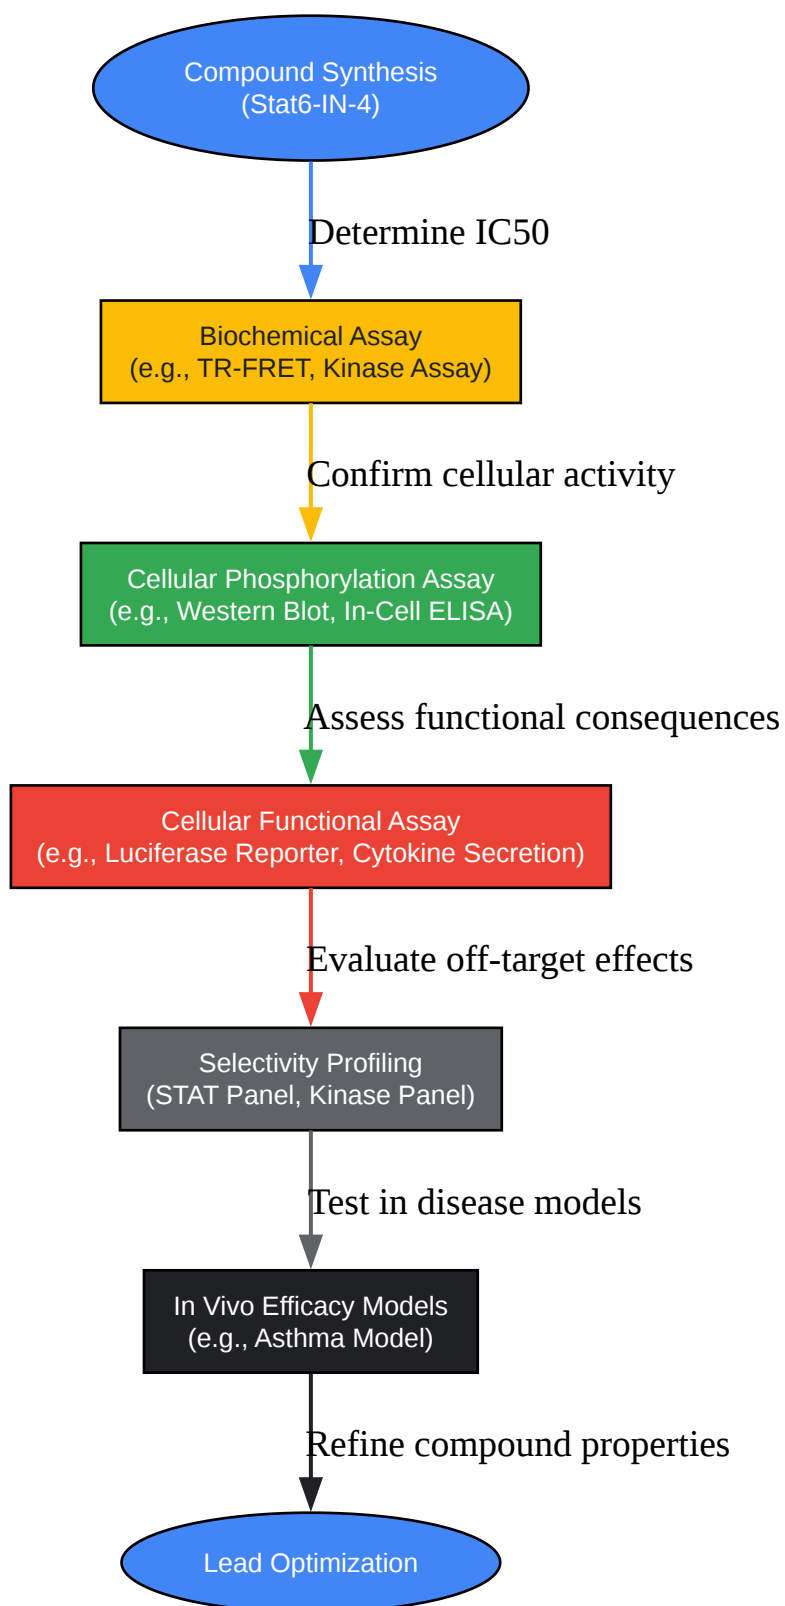 Compound Synthesis
(Stat6-IN-4)
Determine IC50
Biochemical Assay
(e.g., TR-FRET, Kinase Assay)
Confirm cellular activity
Cellular Phosphorylation Assay
(e.g., Western Blot, In-Cell ELISA)
Assess functional consequences
Cellular Functional Assay
(e.g., Luciferase Reporter, Cytokine Secretion)
Evaluate off-target effects
Selectivity Profiling
(STAT Panel, Kinase Panel)
Test in disease models
In Vivo Efficacy Models
(e.g., Asthma Model)
Refine compound properties
Lead Optimization